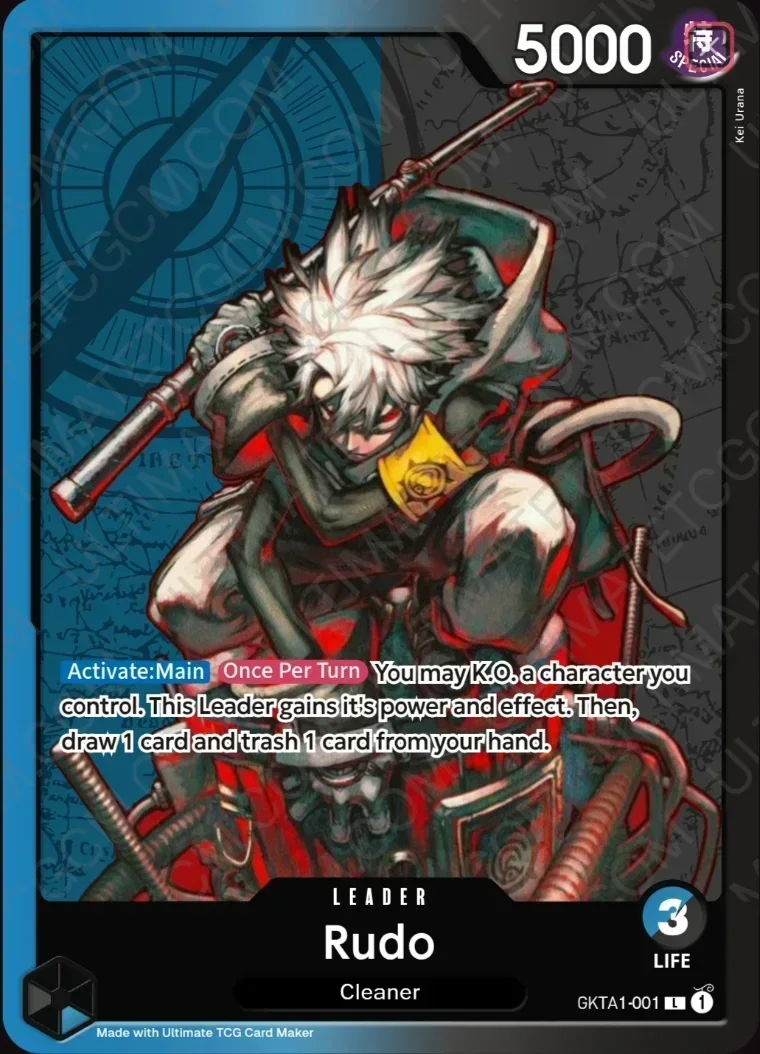 5000
SPECIAL
Kei Urana
Activate:Main Once Per Turn You may K.O. a character you
control. This Leader gains it's power and effect. Then,
draw 1 card and trash 1 card from your hand.
LEADER
Rudo
3
LIFE
Cleaner
GKTA1-001 L 1
Made with Ultimate TCG Card Maker